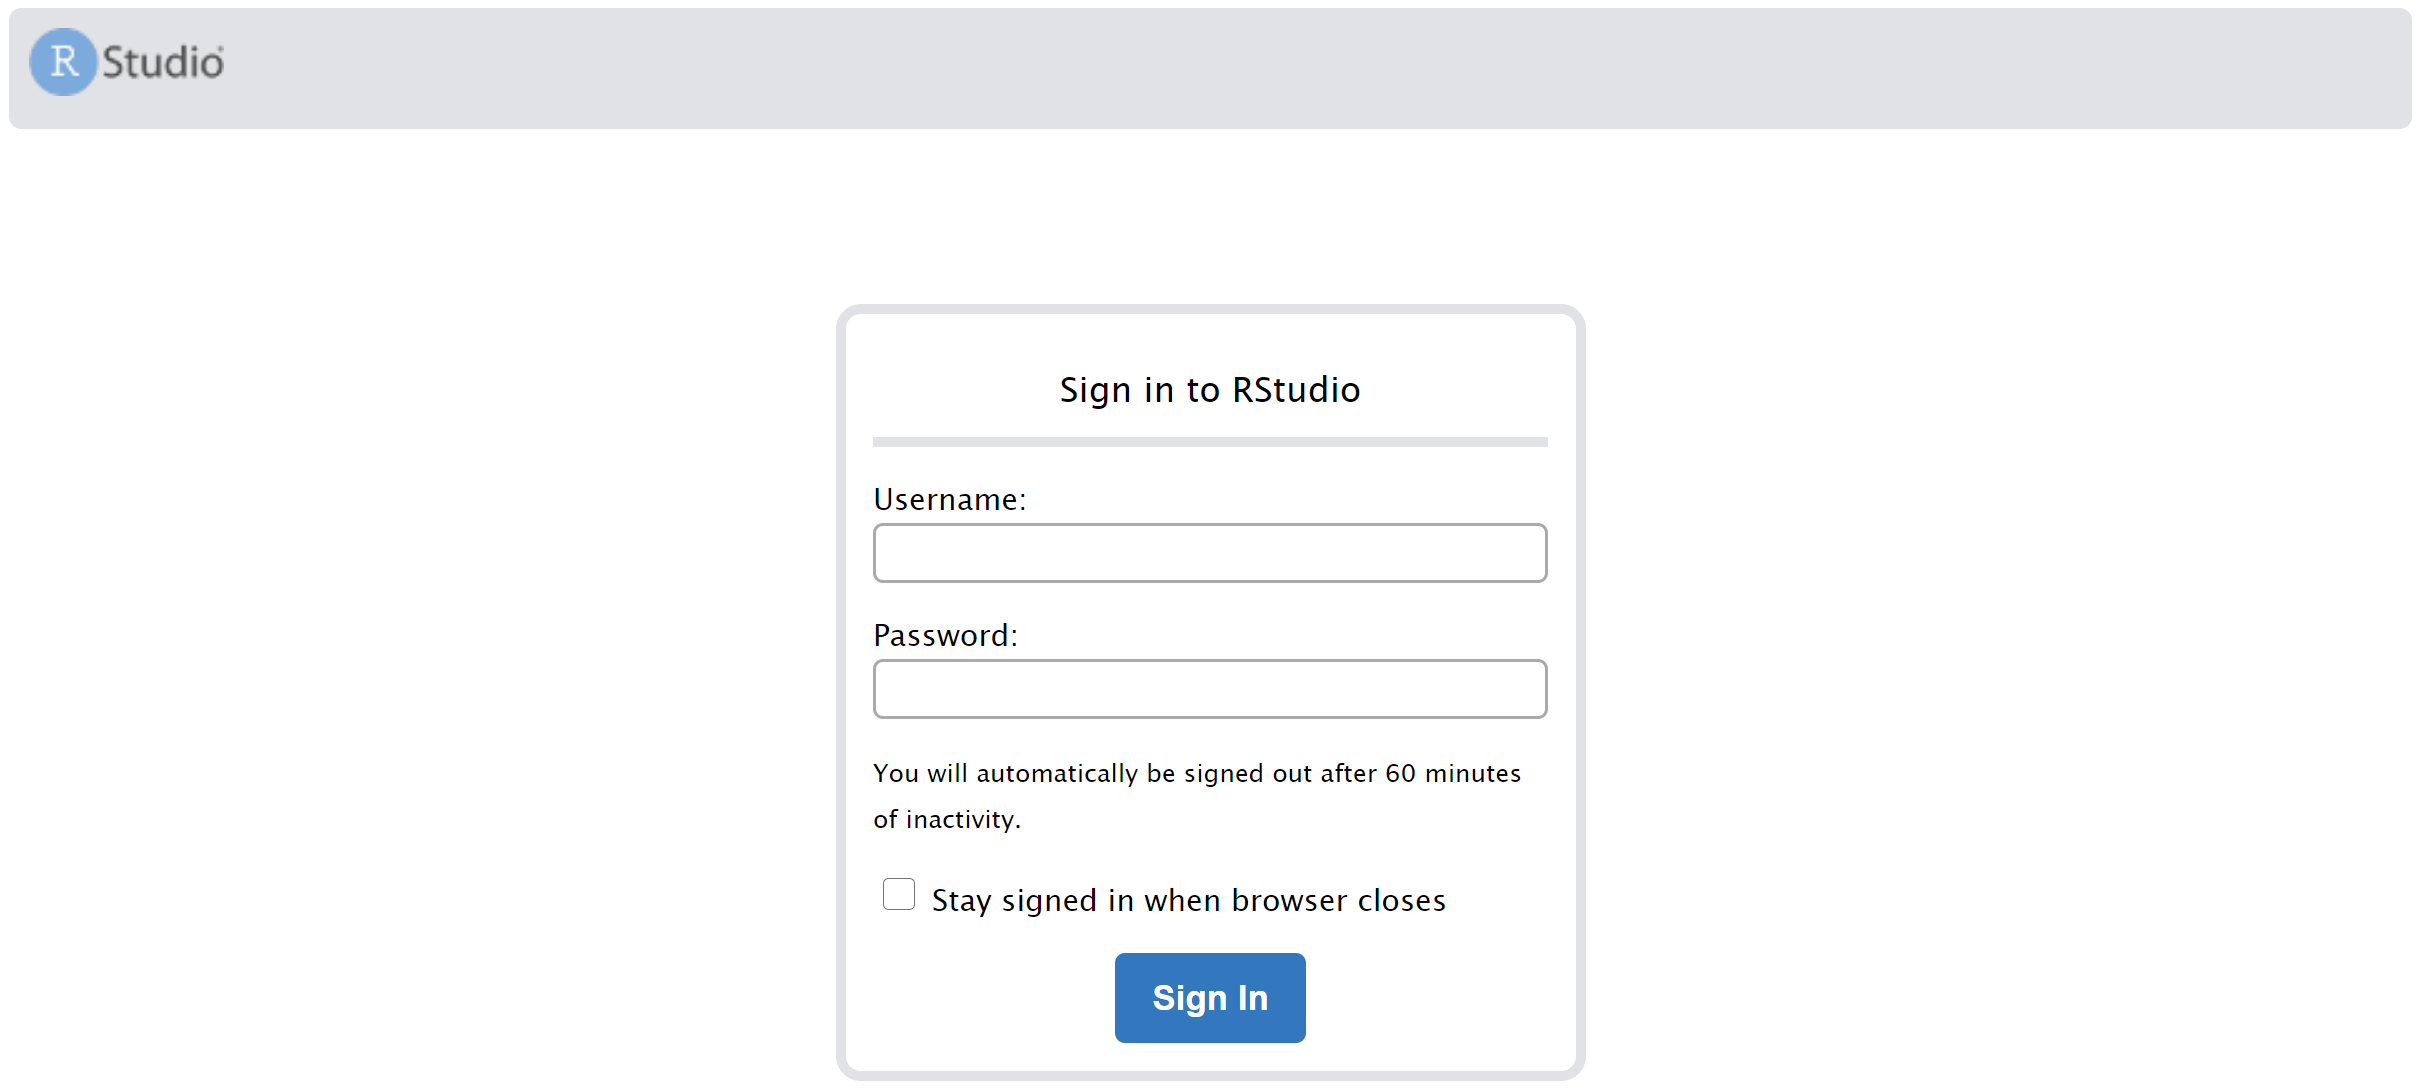 R Studio
Sign in to RStudio
Username:
Password:
You will automatically be signed out after 60 minutes
of inactivity.
Stay signed in when browser closes
Sign In